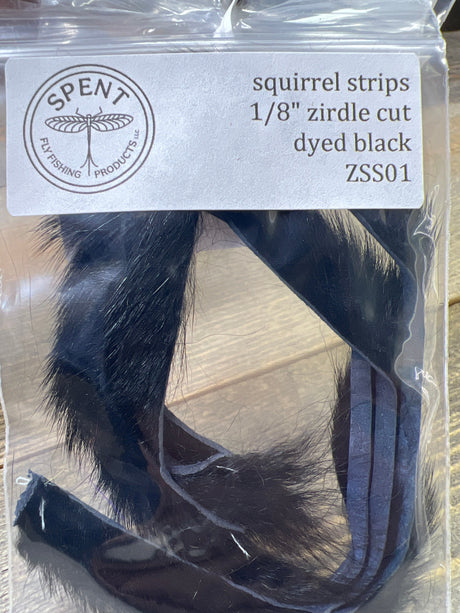 SPENT
FLY FISHING PRODUCTS LLC
squirrel strips
1/8" zirdle cut
dyed black
ZSS01